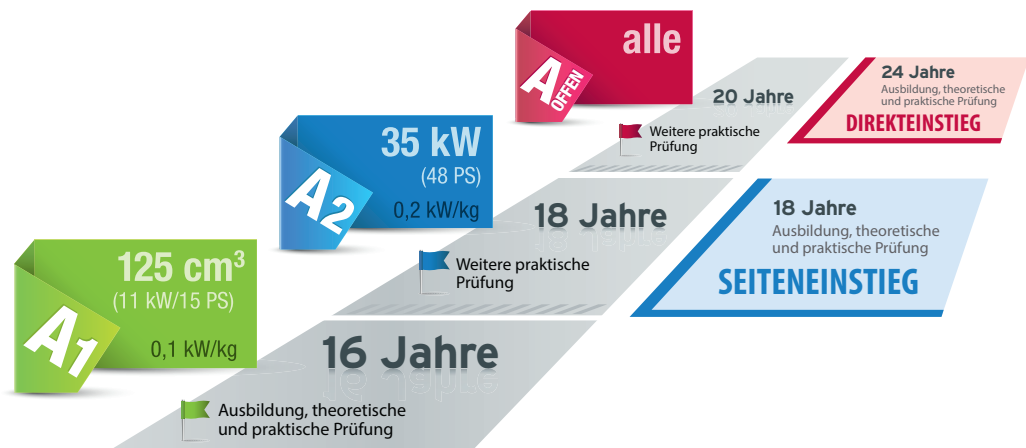 alle
A
OFFEN
20 Jahre
Weitere praktische
Prüfung
24 Jahre
Ausbildung, theoretische
und praktische Prüfung
DIREKTEINSTIEG
35 kW
(48 PS)
0,2 kW/kg
A2
18 Jahre
Weitere praktische
Prüfung
18 Jahre
Ausbildung, theoretische
und praktische Prüfung
SEITENEINSTIEG
125 cm³
(11 kW/15 PS)
0,1 kW/kg
A1
16 Jahre
Ausbildung, theoretische
und praktische Prüfung